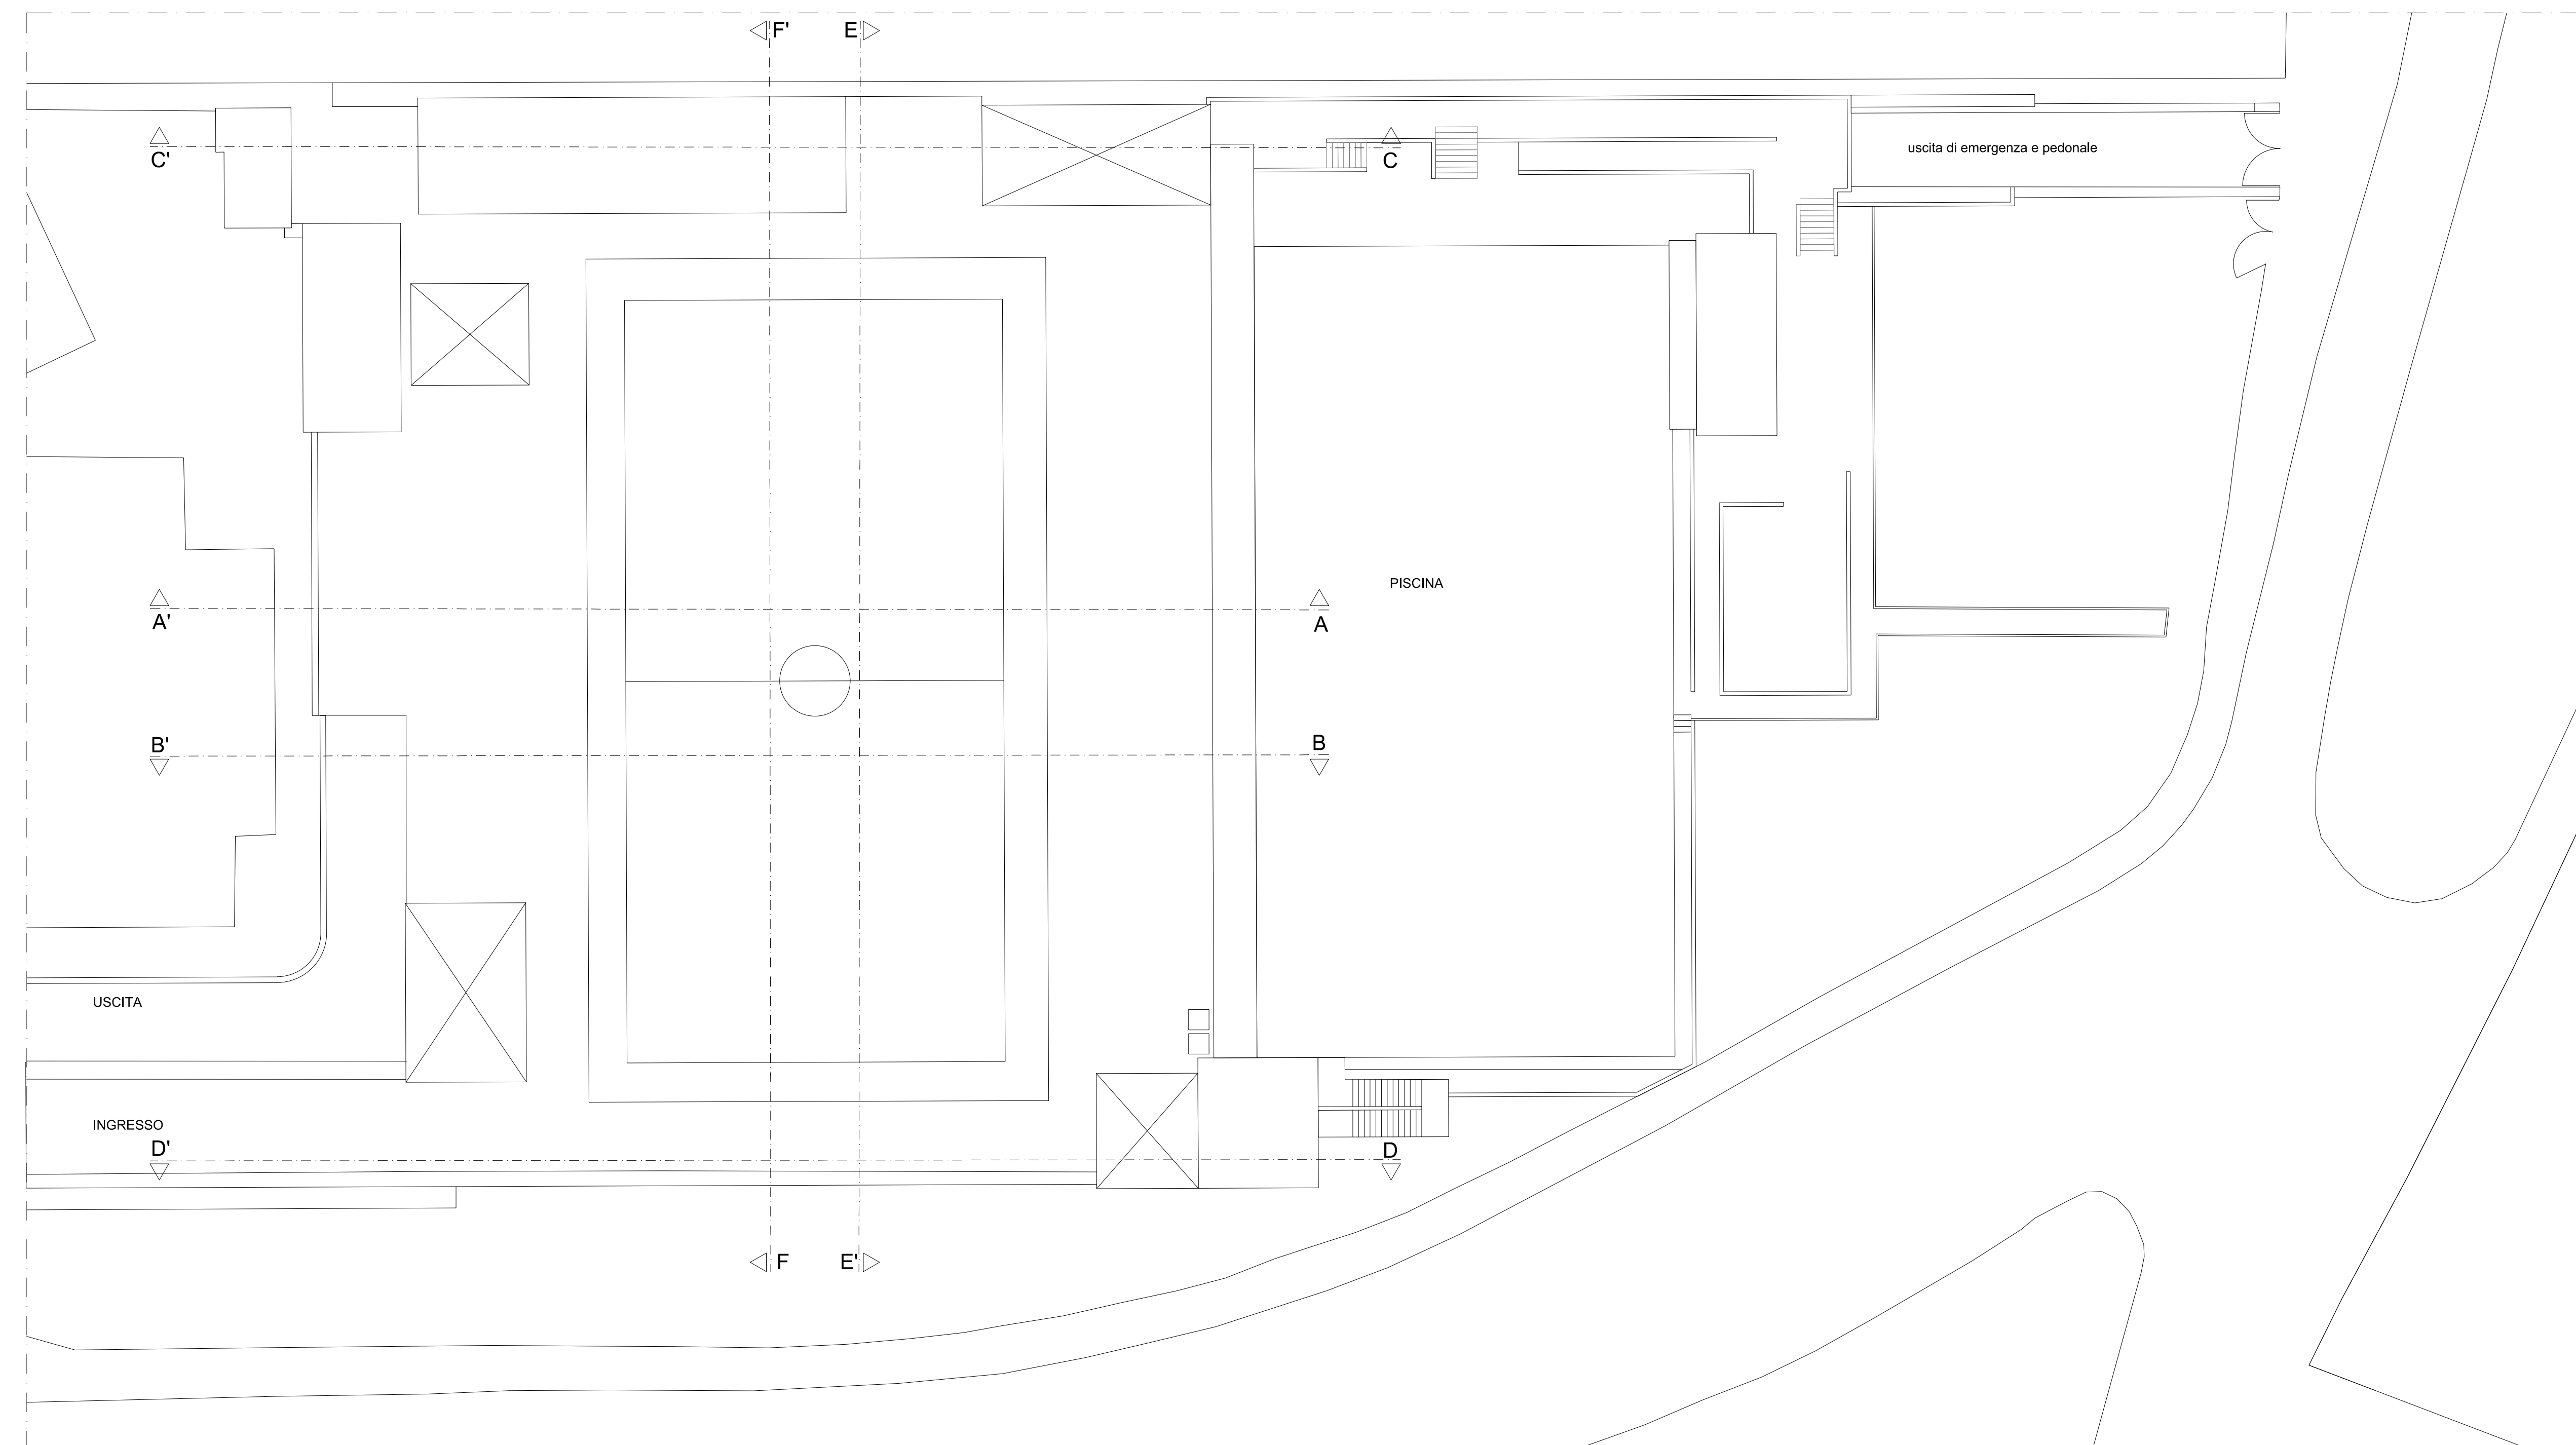 F'
E
C'
C
uscita di emergenza e pedonale
PISCINA
A'
A
B'
B
USCITA
INGRESSO
D'
D
F
E'